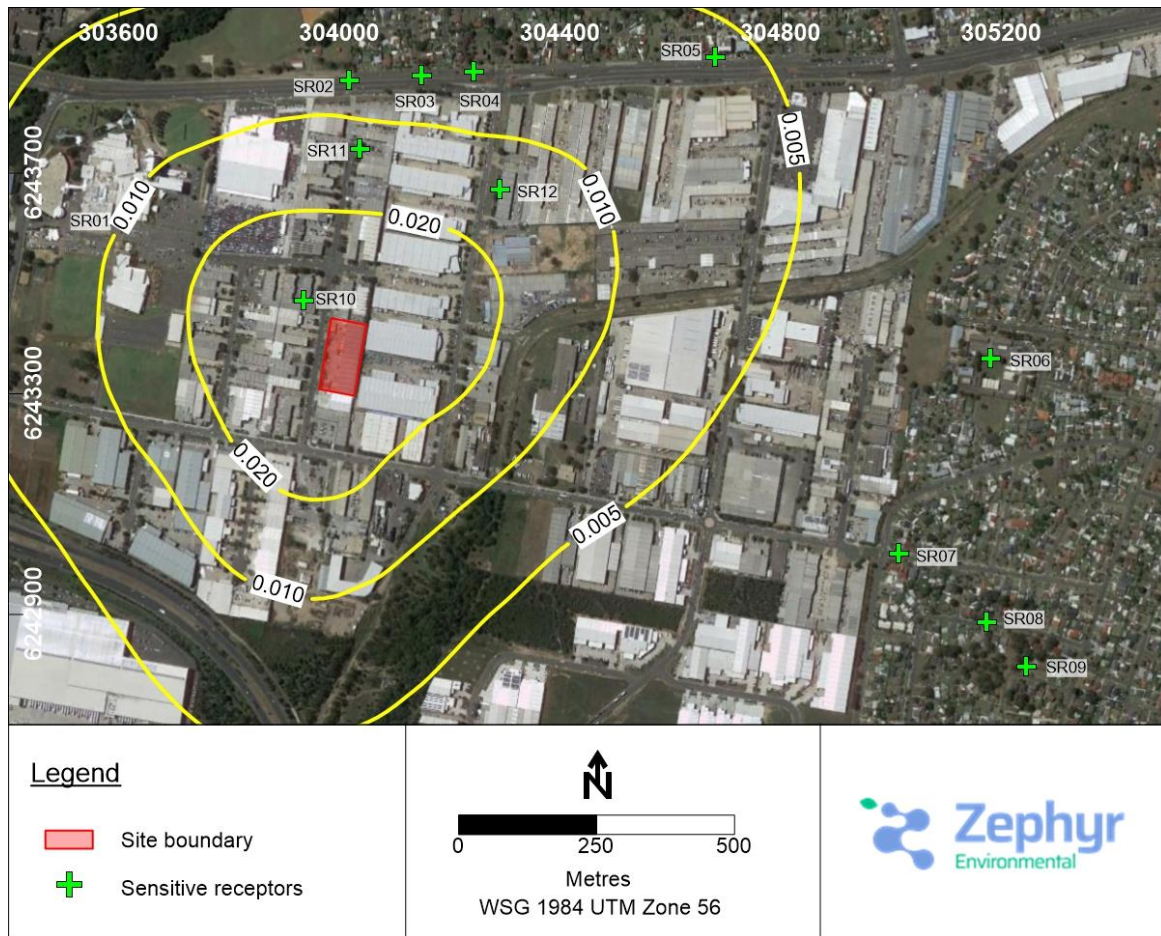 303600
304000
304400
304800
305200
SR05
SR02
SR03
SR04
0.005
6243700
SR11
0.010
0.010
SR12
SR01
0.020
SR10
6243300
SR06
0.020
0.005
SR07
0.010
6242900
SR08
SR09
Legend
Site boundary
Sensitive receptors
N
0 250 500
Metres
WSG 1984 UTM Zone 56
Zephyr
Environmental